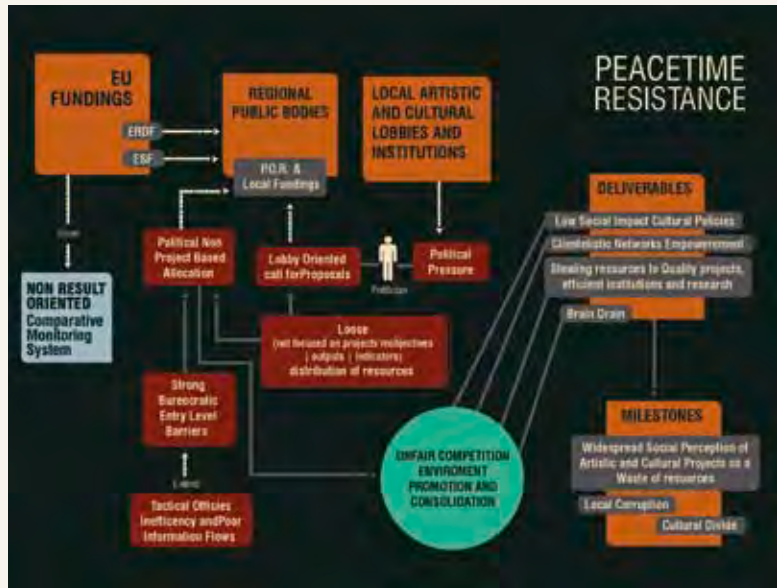 PEACETIME
RESISTANCE
EU
FUNDINGS
ERDF
ESF
REGIONAL
PUBLIC BODIES
P.O.R. &
Local Fundings
LOCAL ARTISTIC
AND CULTURAL
LOBBIES AND
INSTITUTIONS
NON RESULT
ORIENTED
Comparative
Monitoring
System
Political Non
Project Based
Allocation
Lobby Oriented
call forProposals
Politician
Political
Pressure
Loose
(not focused on projects
outputs | indicators)
distribution of resources
Strong
Bureocratic
Entry Level
Barriers
Tactical Officies
Inefficency andPoor
Information Flows
UNFAIR COMPETITION
ENVIROMENT
PROMOTION AND
CONSOLIDATION
DELIVERABLES
Low Social Impact Cultural Policies
Clientelistic Networks Empowerement
Stealing resources to Quality projects,
efficient institutions and research
Brain Drain
MILESTONES
Widespread Social Perception of
Artistic and Cultural Projects as a
Waste of resources
Local Corruption
Cultural Divide